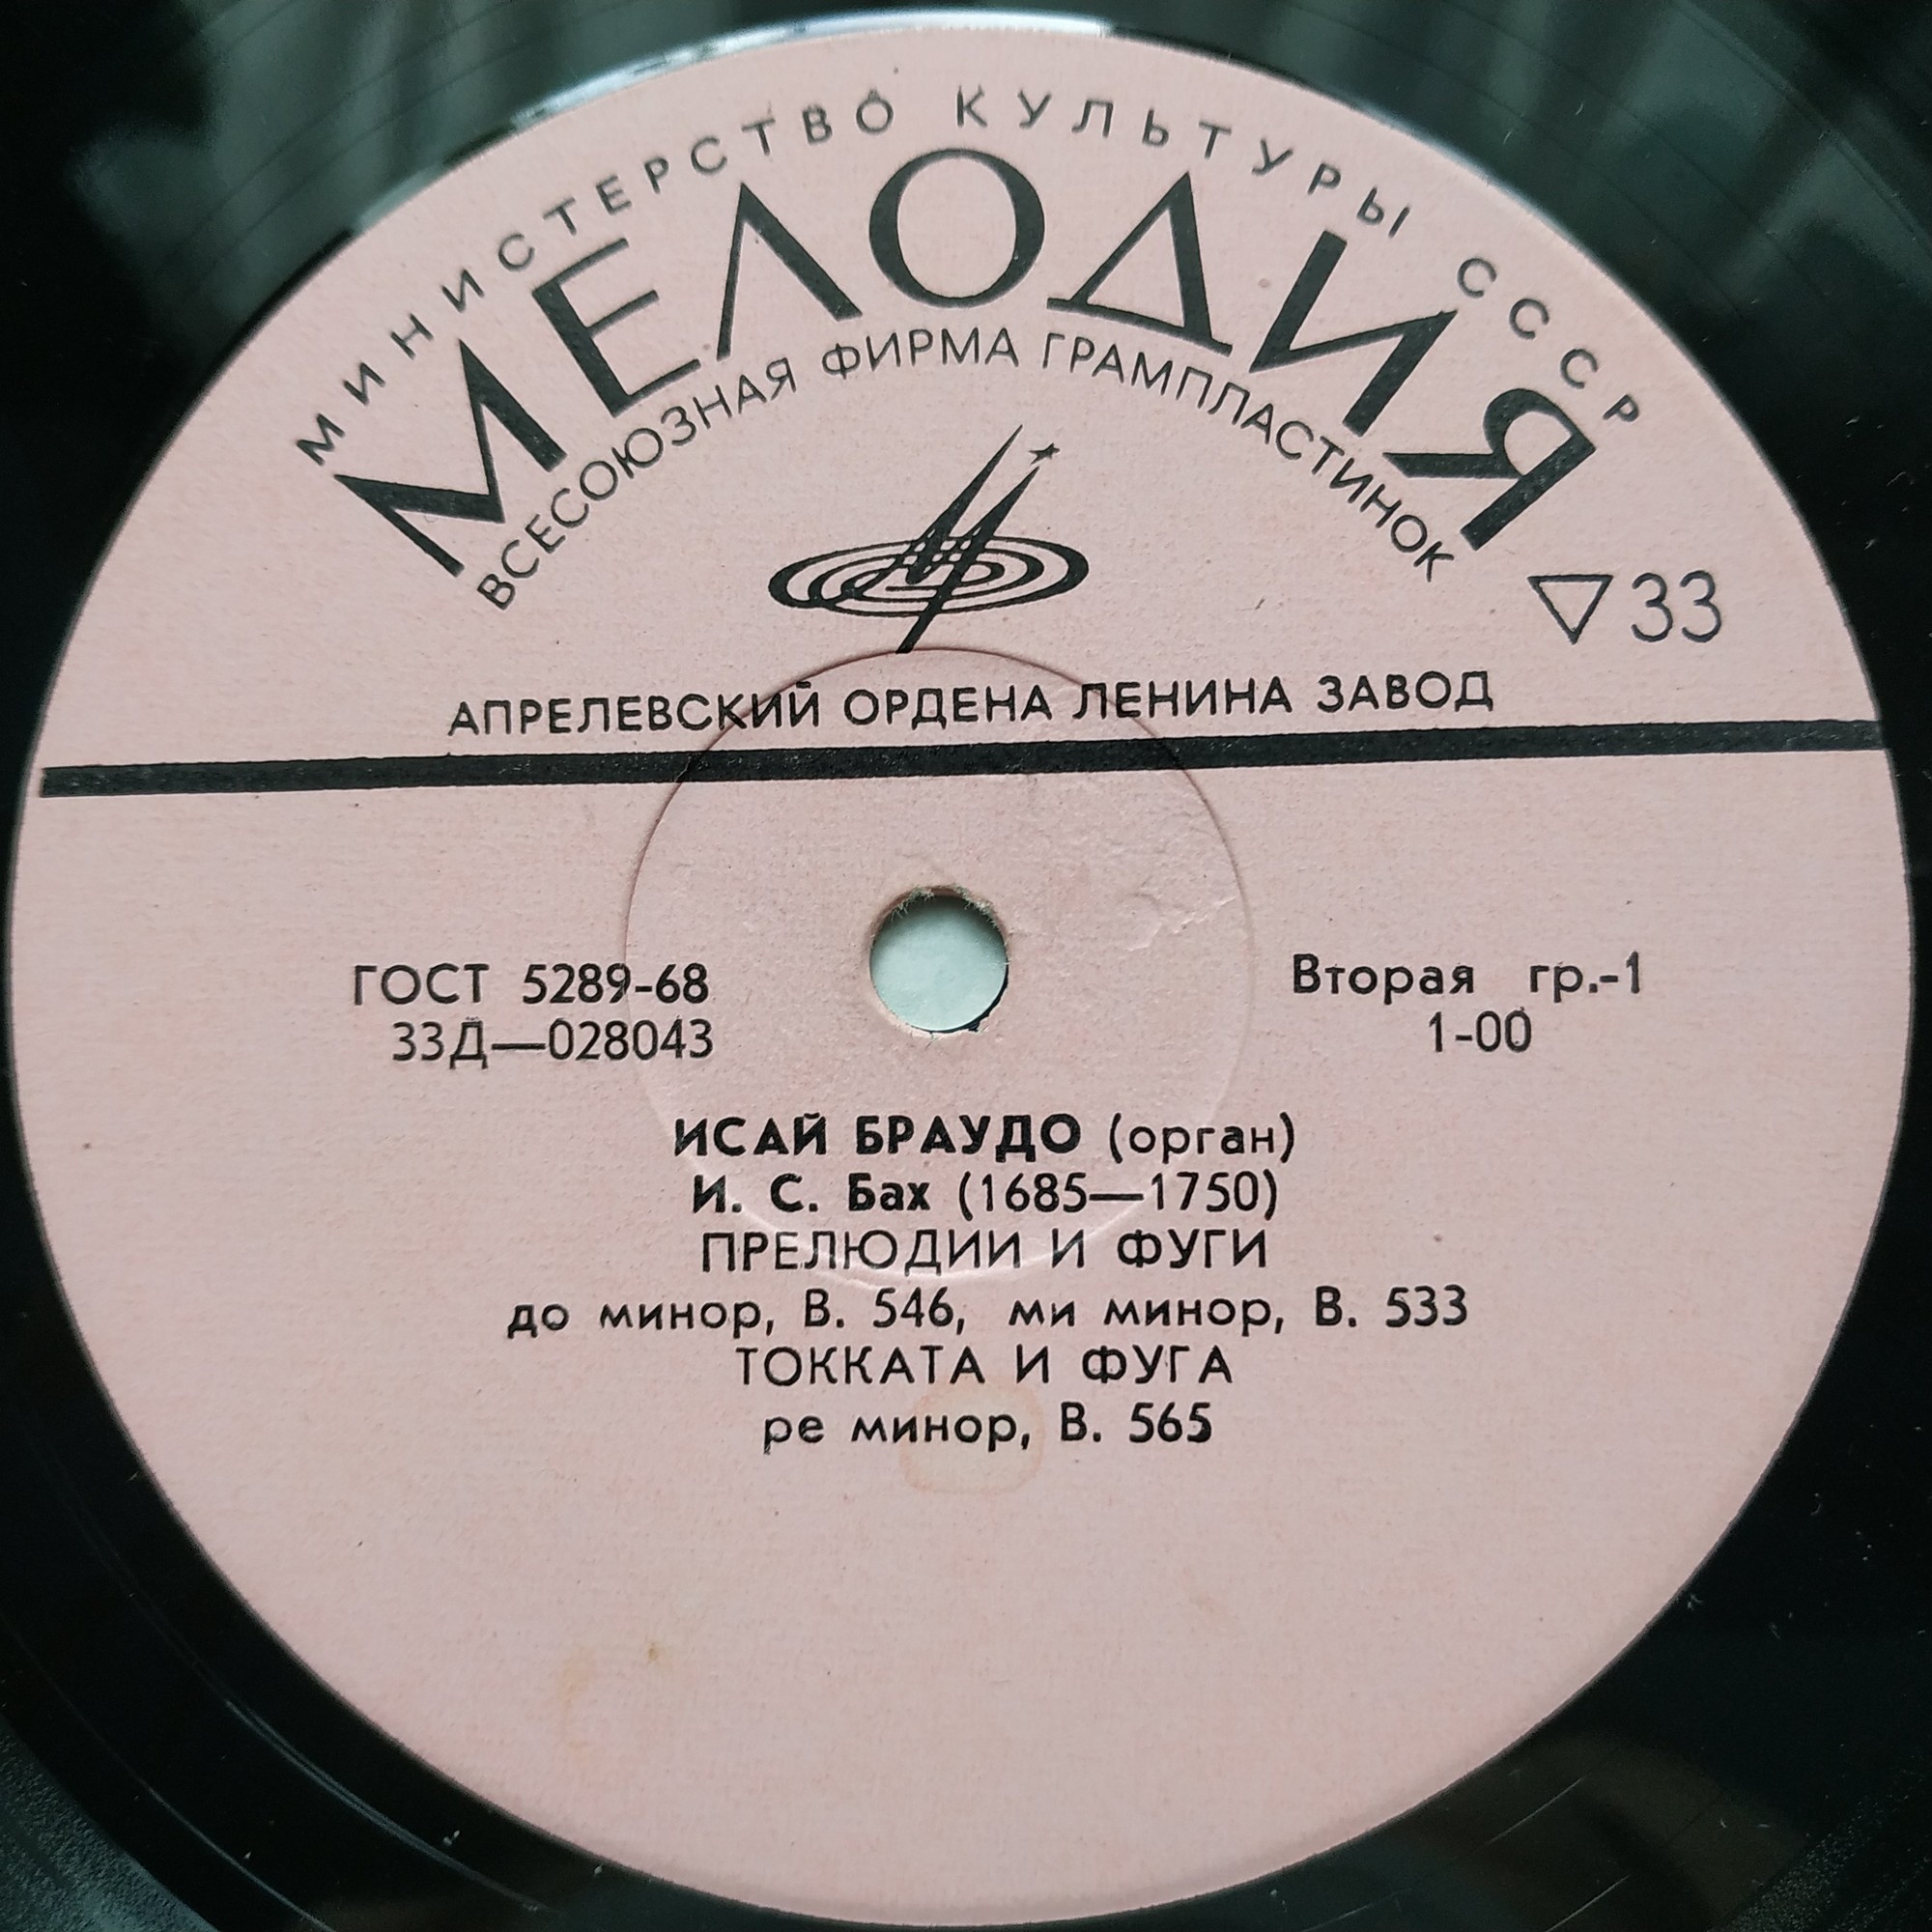 МИНИСТЕРСТВО КУЛЬТУРЫ СССР
МЕЛОДИЯ
ВСЕСОЮЗНАЯ ФИРМА ГРАМПЛАСТИНОК
▽33
АПРЕЛЕВСКИЙ ОРДЕНА ЛЕНИНА ЗАВОД
ГОСТ 5289-68
33Д—028043
Вторая гр.-1
1-00
ИСАЙ БРАУДО (орган)
И. С. Бах (1685—1750)
ПРЕЛЮДИИ И ФУГИ
до минор, В. 546, ми минор, В. 533
ТОККАТА И ФУГА
ре минор, В. 565